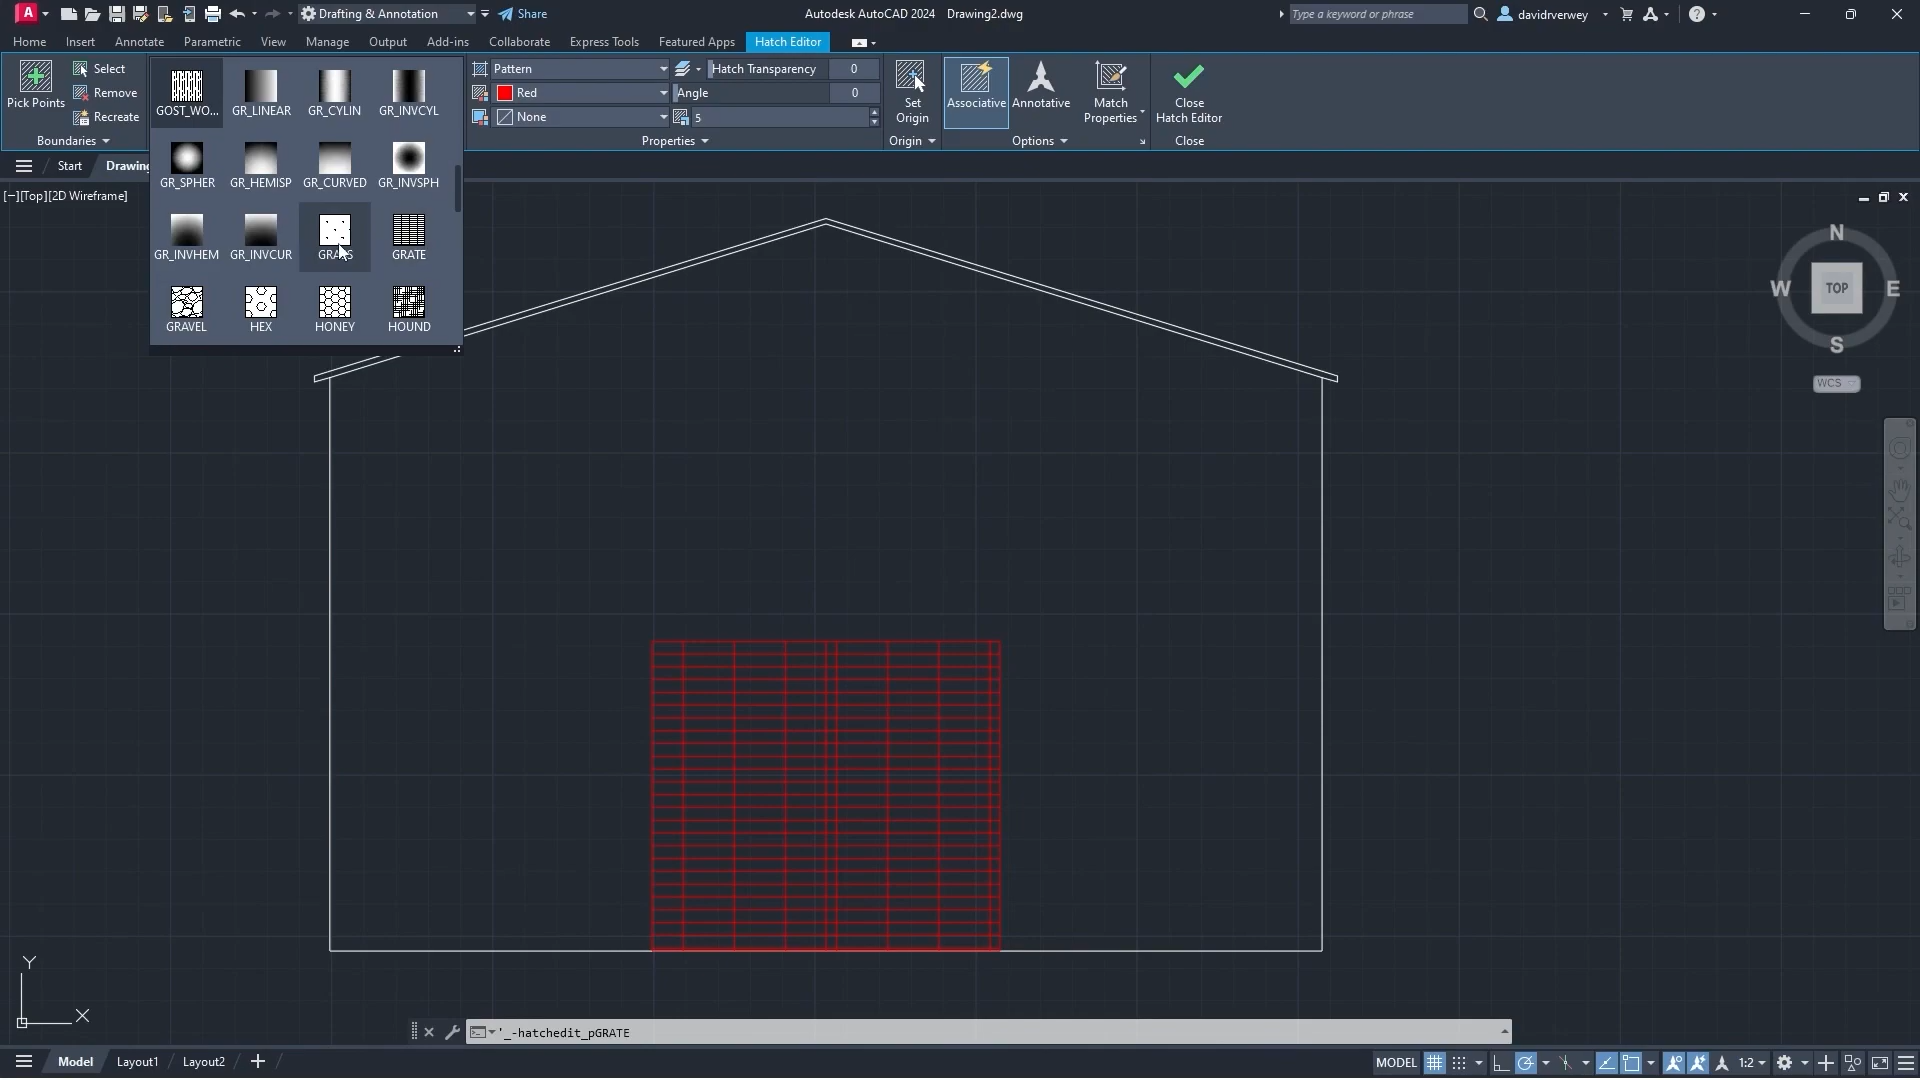 A Drafting & Annotation Share Autodesk AutoCAD 2024 Drawing2.dwg Type a keyword or phrase davidrverwey
Home Insert Annotate Parametric View Manage Output Add-ins Collaborate Express Tools Featured Apps Hatch Editor
Pick Points
Select
Remove
Recreate
Boundaries
GOST_WO... GR_LINEAR GR_CYLIN GR_INVCYL
GR_SPHER GR_HEMISP GR_CURVED GR_INVSPH
GR_INVHEM GR_INVCUR GRASS GRATE
GRAVEL HEX HONEY HOUND
Pattern Hatch Transparency 0
Red Angle 0
None 5
Properties
Set
Origin
Origin
Associative Annotative Match
Properties
Options
Close
Hatch Editor
Close
Start Drawing
[−][Top][2D Wireframe]
N
W TOP E
S
WCS
Y
X
'_-hatchedit_pGRATE
Model Layout1 Layout2 MODEL 1:2